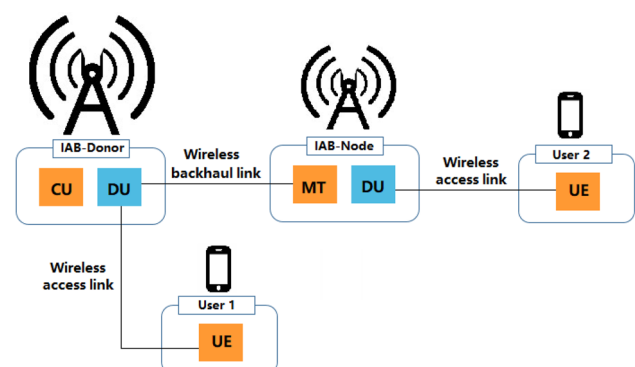 IAB-Donor
CU
DU
Wireless
backhaul link
IAB-Node
MT
DU
Wireless
access link
User 2
UE
Wireless
access link
User 1
UE